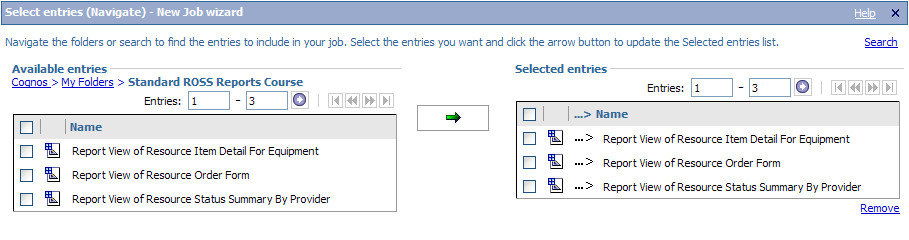 Select entries (Navigate) - New Job wizard Help
Navigate the folders or search to find the entries to include in your job. Select the entries you want and click the arrow button to update the Selected entries list. Search
Available entries
Cognos > My Folders > Standard ROSS Reports Course
Entries: 1 - 3
Name
Report View of Resource Item Detail For Equipment
Report View of Resource Order Form
Report View of Resource Status Summary By Provider
Selected entries
Entries: 1 - 3
...> Name
...> Report View of Resource Item Detail For Equipment
...> Report View of Resource Order Form
...> Report View of Resource Status Summary By Provider
Remove